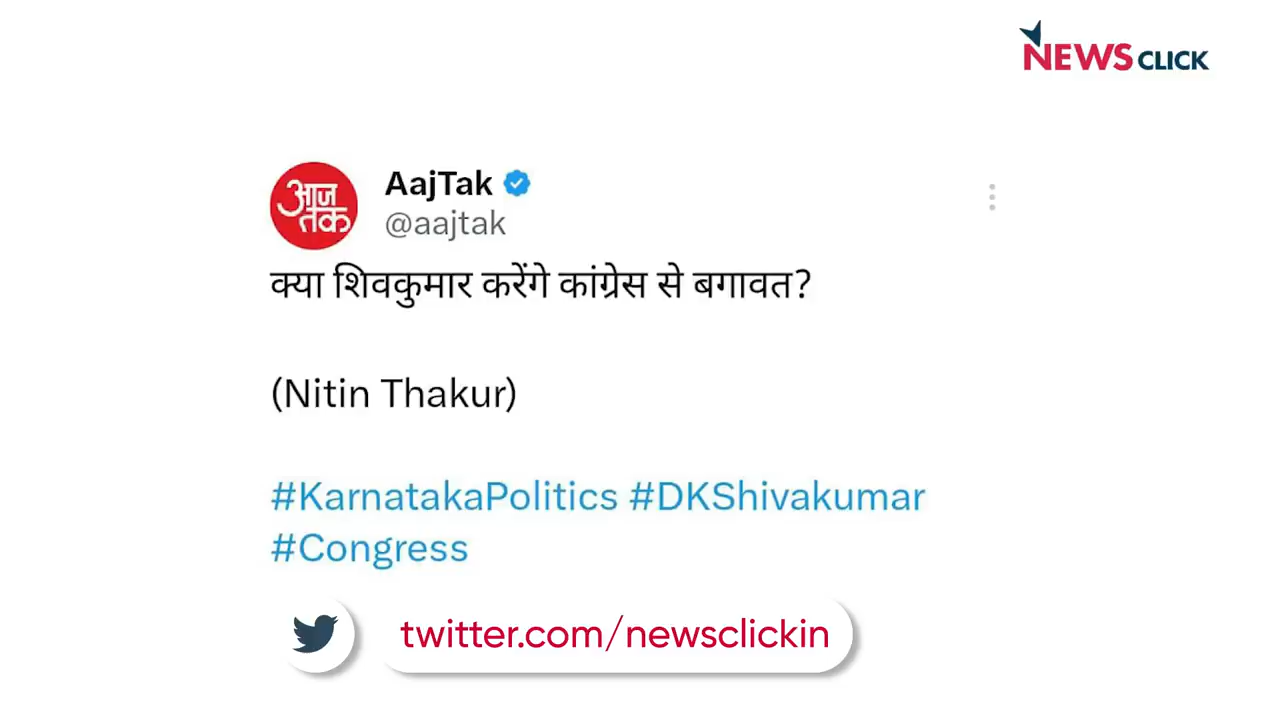 NEWS CLICK
आज तक
AajTak
@aajtak
क्या शिवकुमार करेंगे कांग्रेस से बगावत?
(Nitin Thakur)
#KarnatakaPolitics #DKShivakumar
#Congress
twitter.com/newsclickin